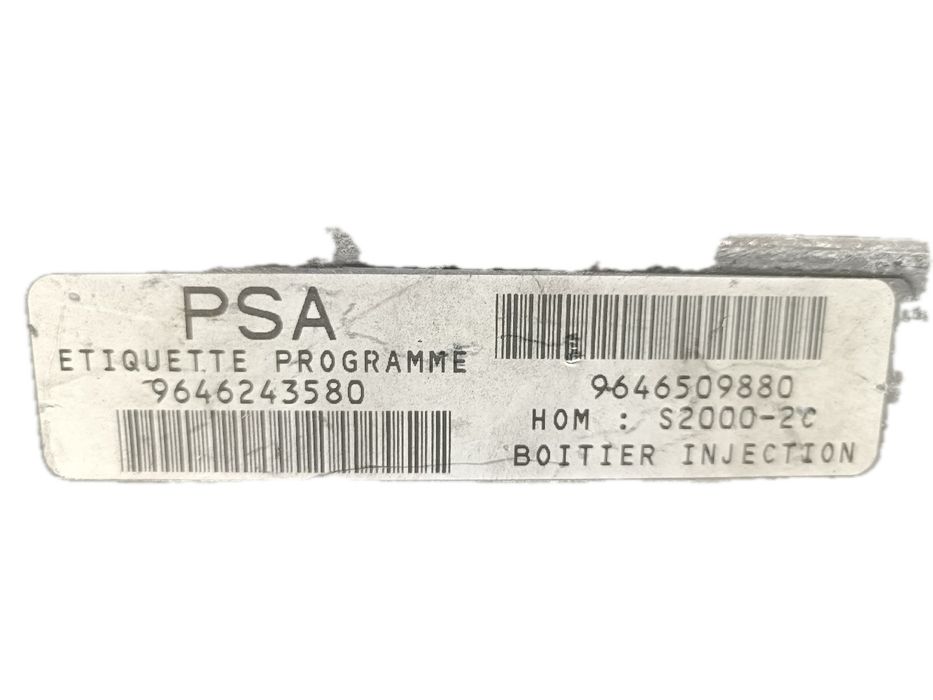 PSA
ETIQUETTE PROGRAMME
9646243580
9646509880
HOM : S2000-2C
BOITIER INJECTION